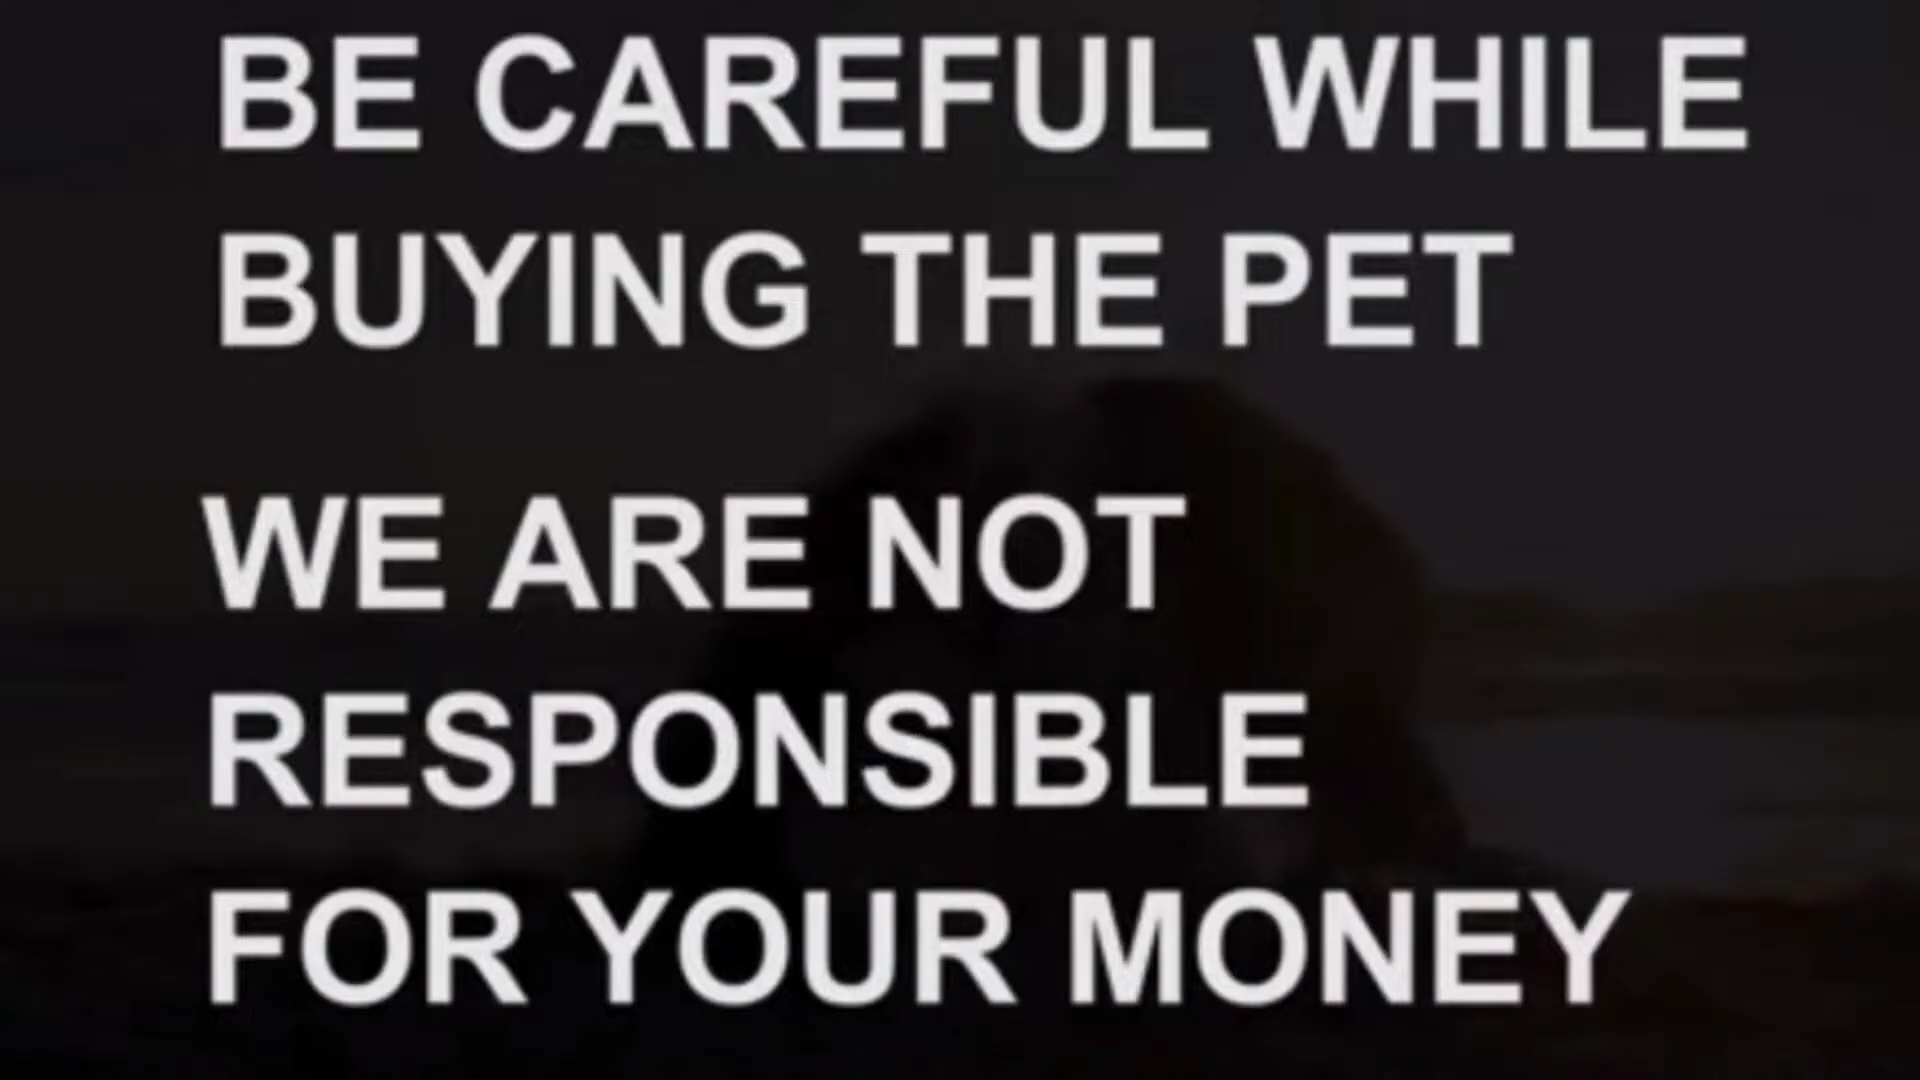 BE CAREFUL WHILE
BUYING THE PET
WE ARE NOT
RESPONSIBLE
FOR YOUR MONEY